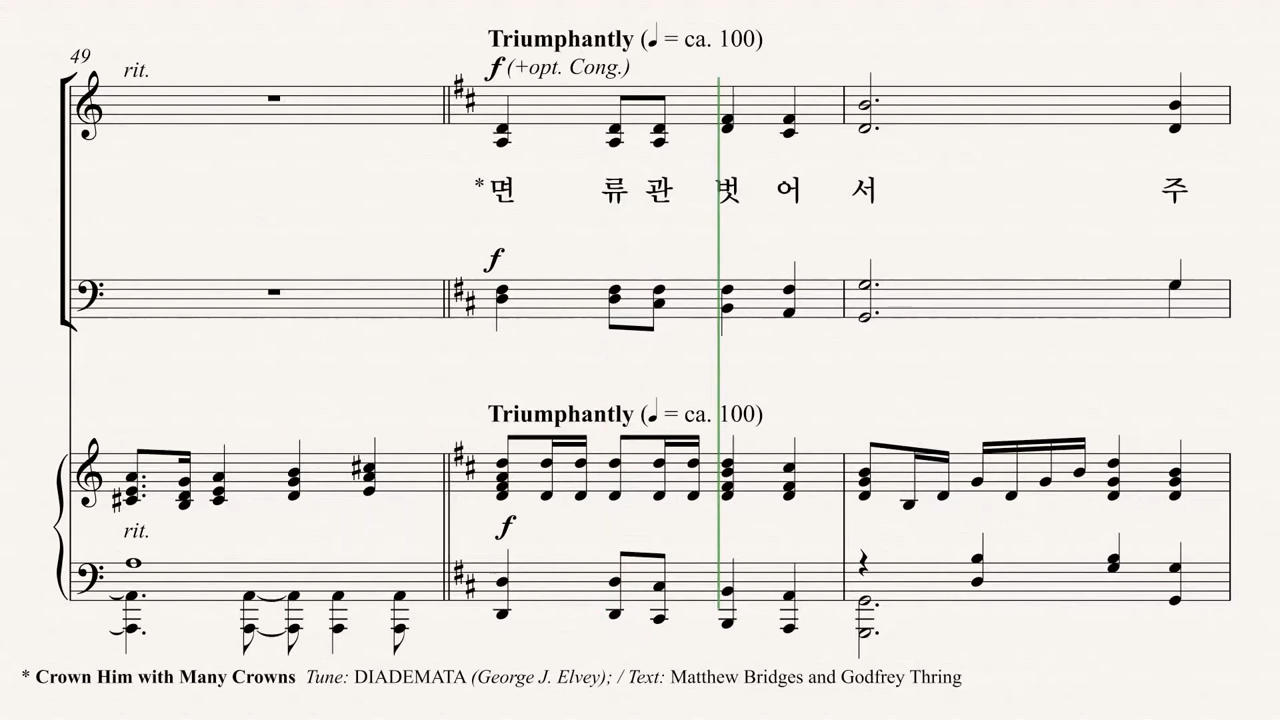 Triumphantly (♩ = ca. 100)
49
rit.
f (+opt. Cong.)
*면 류 관 벗 어 서 주
f
Triumphantly (♩ = ca. 100)
rit.
f
* Crown Him with Many Crowns Tune: DIADEMATA (George J. Elvey); / Text: Matthew Bridges and Godfrey Thring